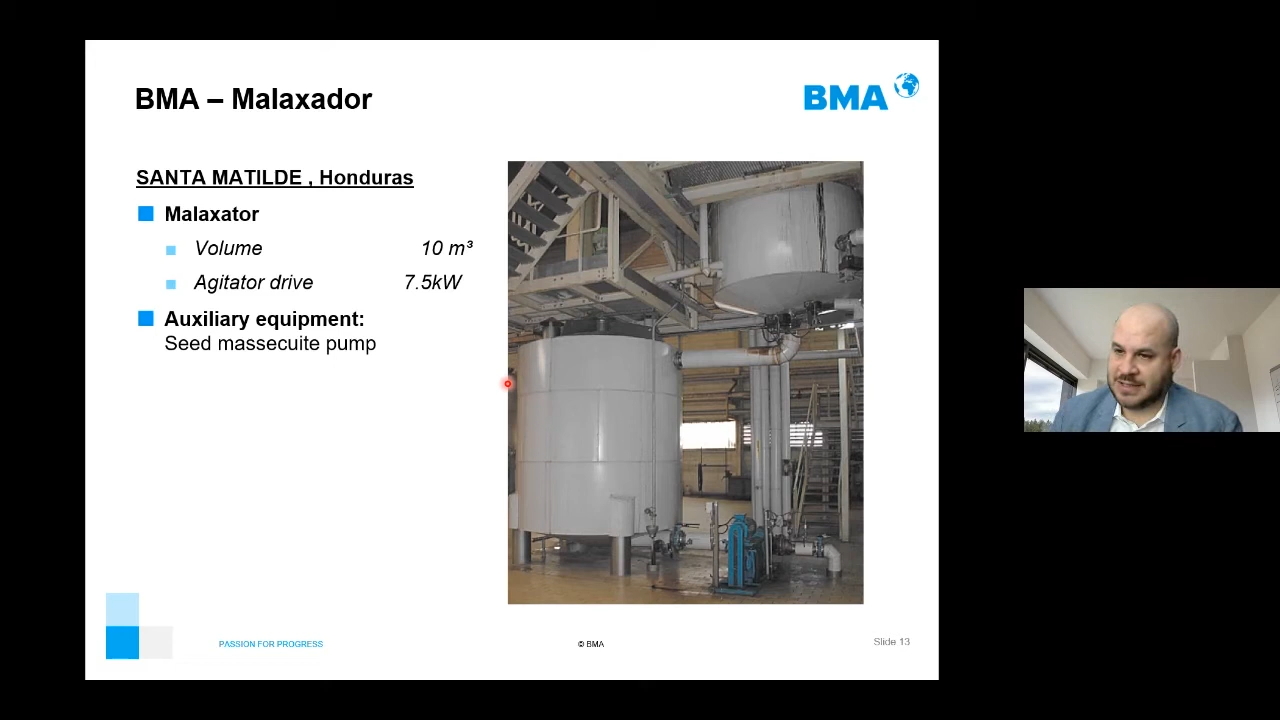 BMA – Malaxador
BMA
SANTA MATILDE , Honduras
Malaxator
Volume 10 m³
Agitator drive 7.5kW
Auxiliary equipment:
Seed massecuite pump
PASSION FOR PROGRESS
© BMA
Slide 13